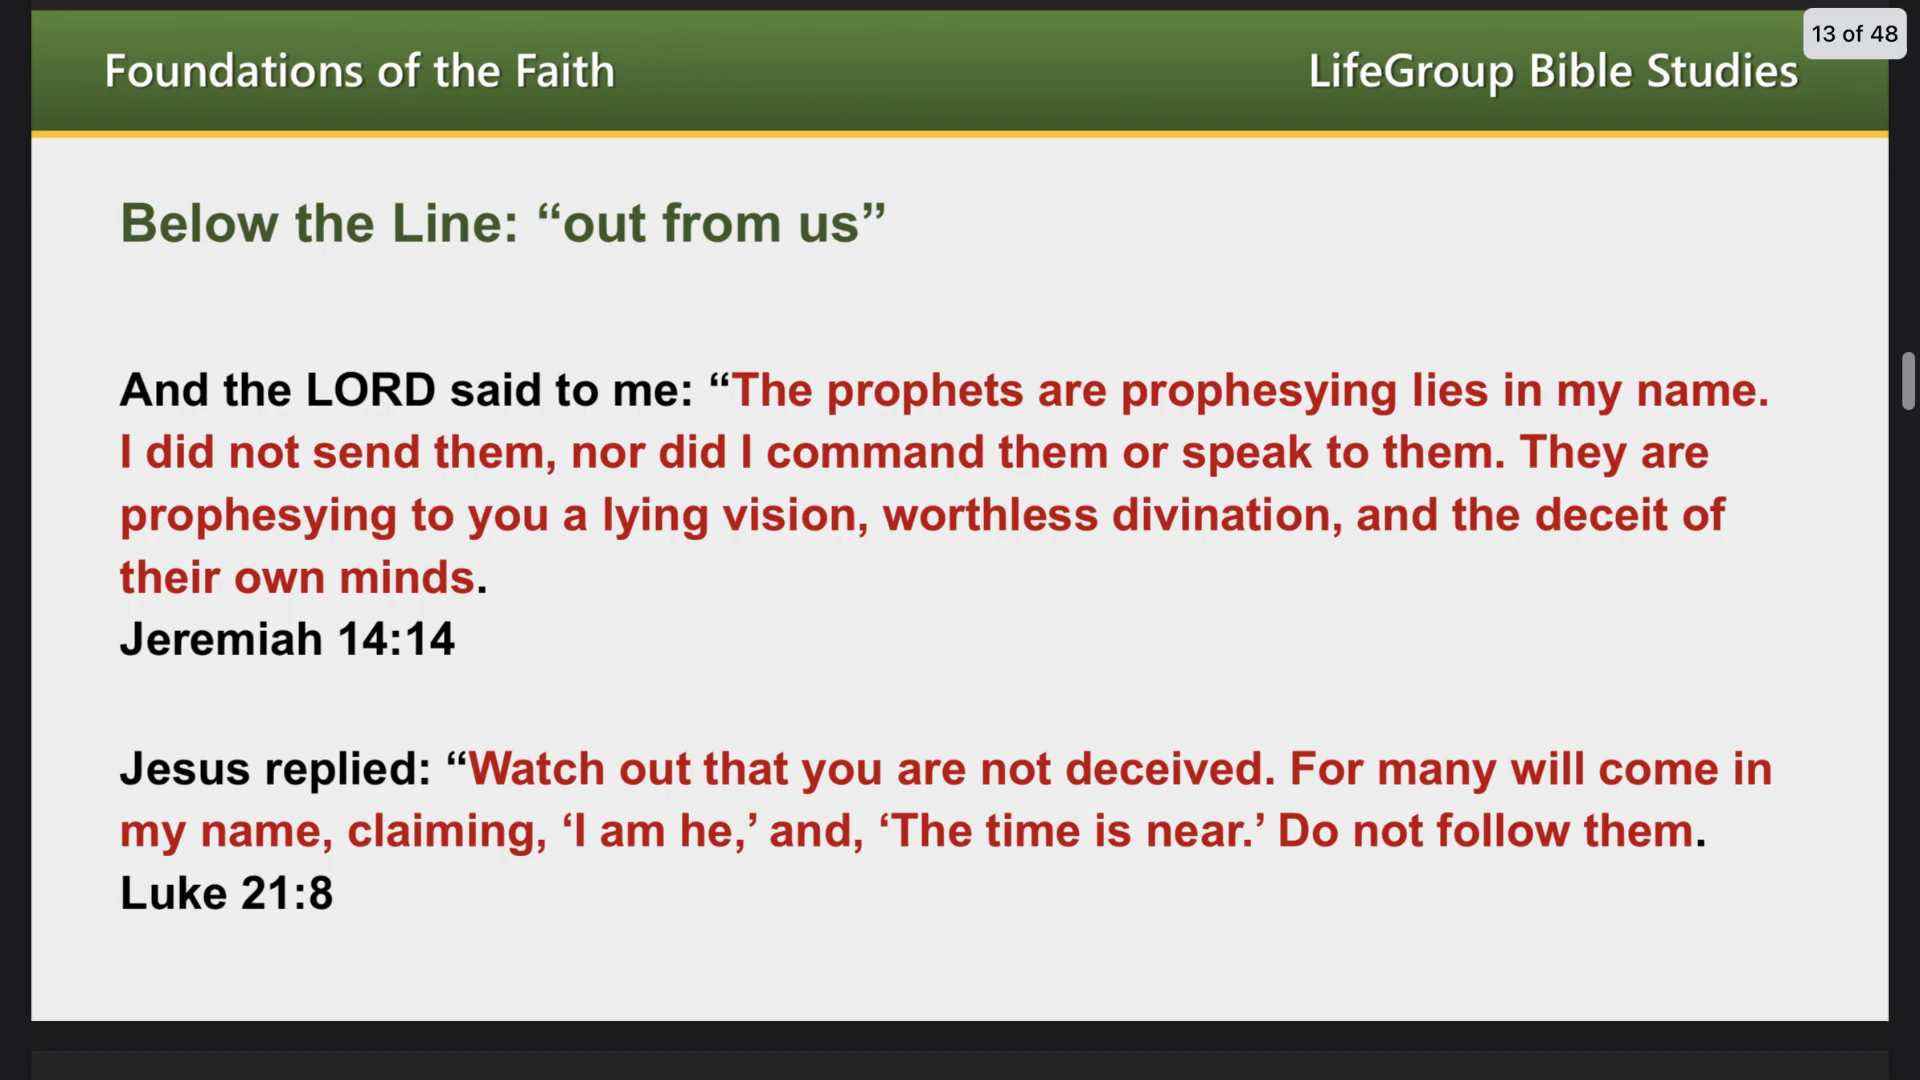 13 of 48
Foundations of the Faith
LifeGroup Bible Studies
Below the Line: “out from us”
And the LORD said to me: “The prophets are prophesying lies in my name.
I did not send them, nor did I command them or speak to them. They are
prophesying to you a lying vision, worthless divination, and the deceit of
their own minds.
Jeremiah 14:14
Jesus replied: “Watch out that you are not deceived. For many will come in
my name, claiming, ‘I am he,’ and, ‘The time is near.’ Do not follow them.
Luke 21:8